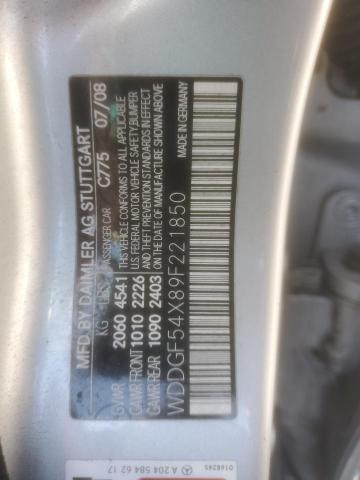 MFD BY DAIMLER AG STUTTGART
PASSENGER CAR C775 07/08
KG LBS
GVWR 2060 4541
GAWR FRONT 1010 2226
GAWR REAR 1090 2403
THIS VEHICLE CONFORMS TO ALL APPLICABLE
U.S. FEDERAL MOTOR VEHICLE SAFETY, BUMPER
AND THEFT PREVENTION STANDARDS IN EFFECT
ON THE DATE OF MANUFACTURE SHOWN ABOVE
MADE IN GERMANY
WDDGF54X89F221850
A 204 584 62 17
0168265